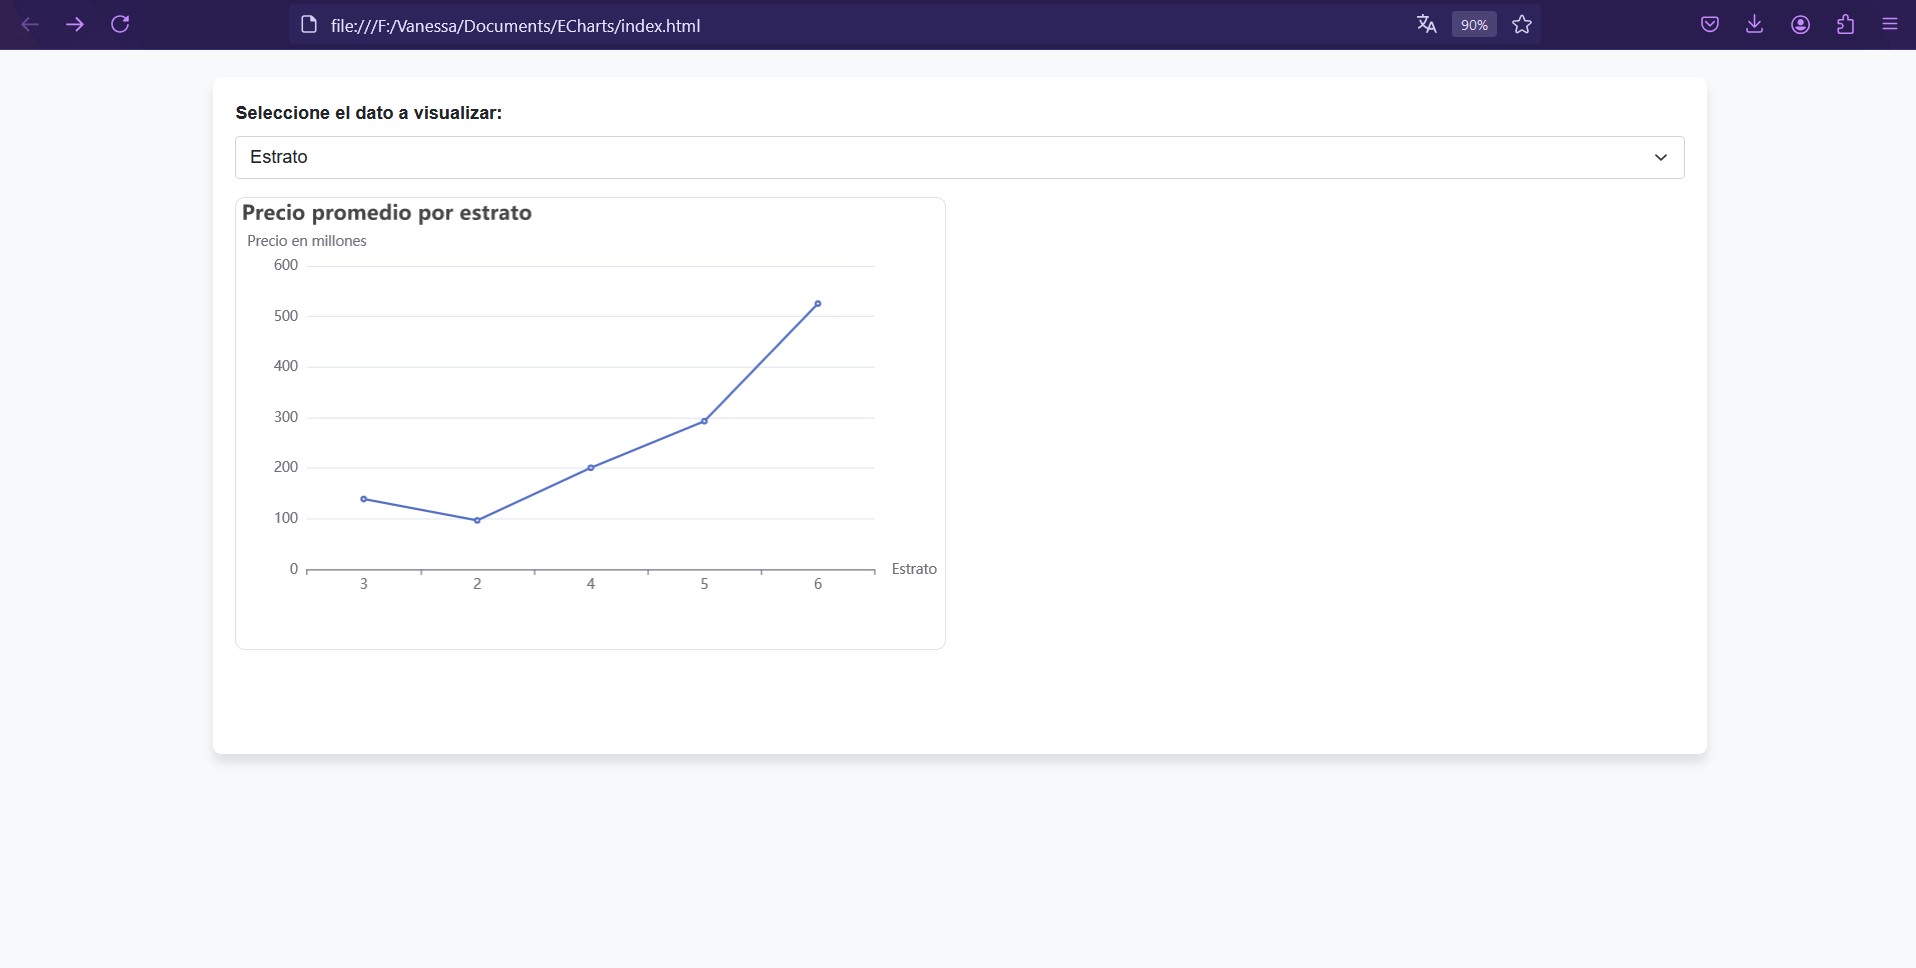 file:///F:/Vanessa/Documents/ECharts/index.html
90%
Seleccione el dato a visualizar:
Estrato
Precio promedio por estrato
Precio en millones
600
500
400
300
200
100
0
Estrato
3 2 4 5 6